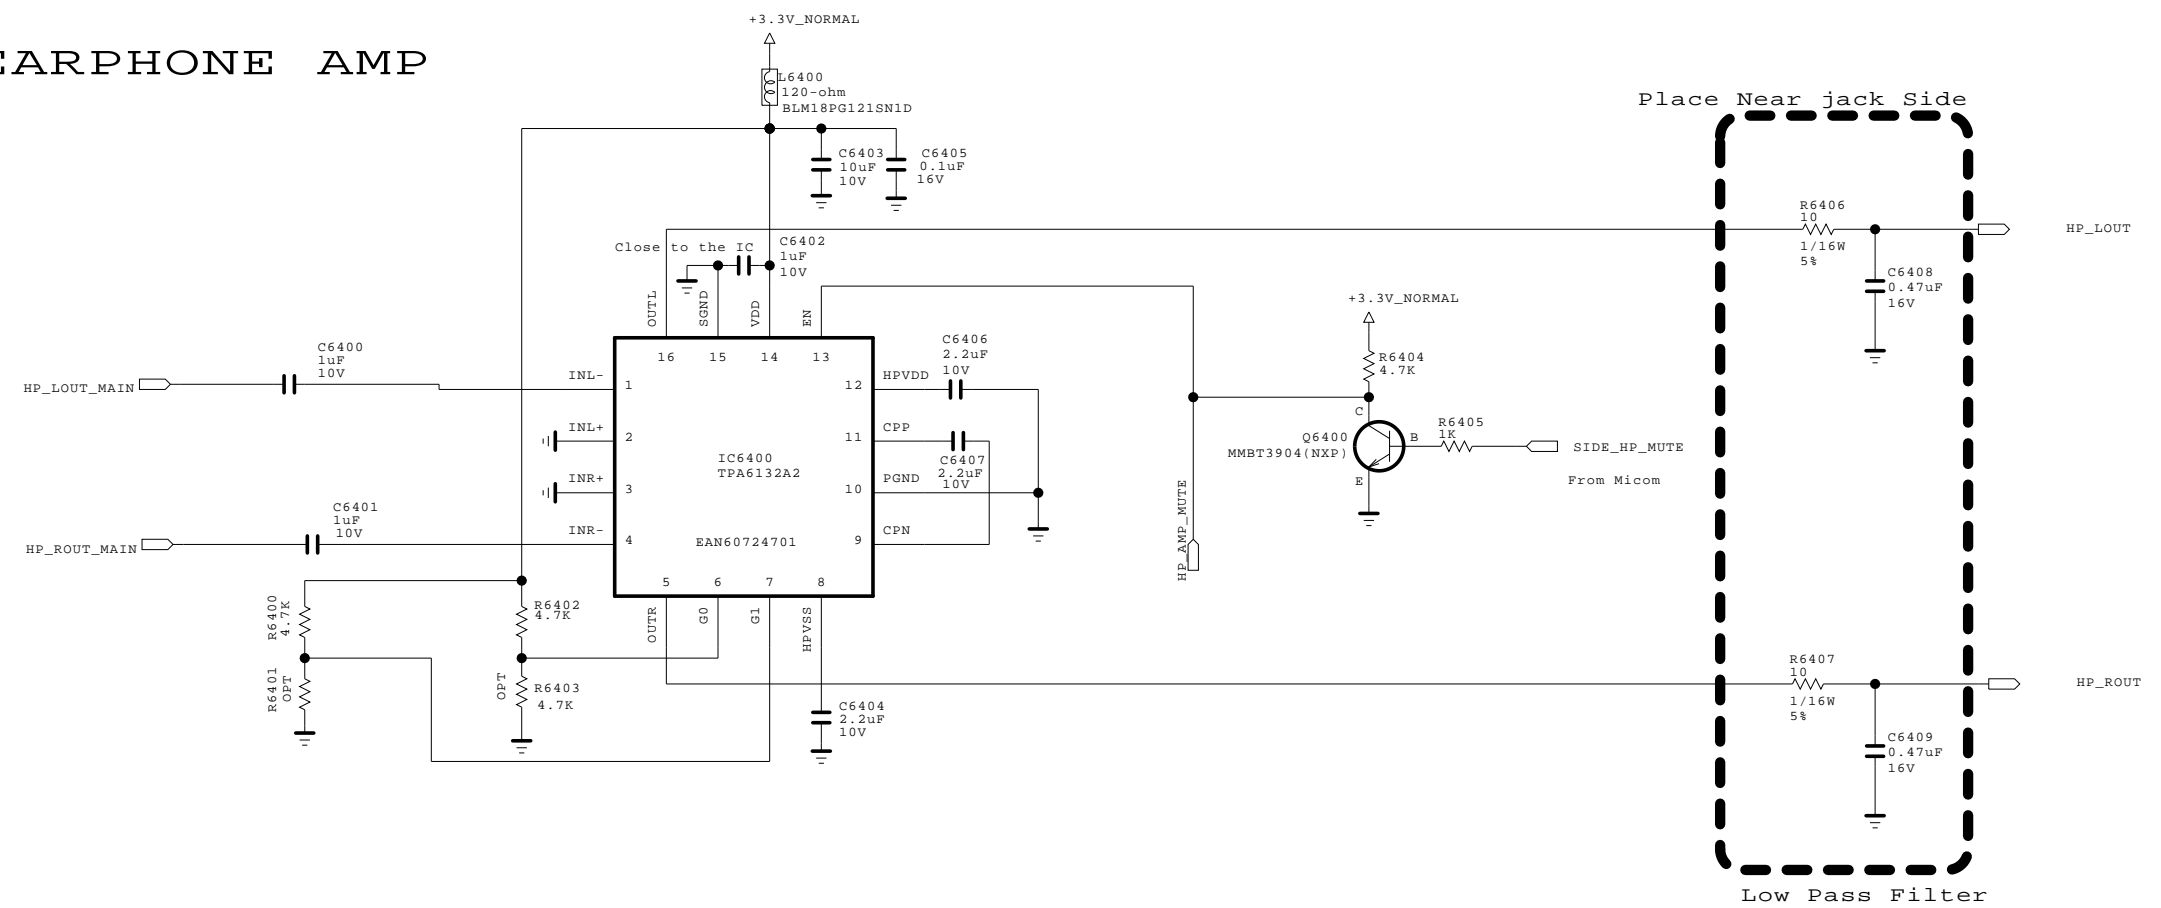 +3.3V_NORMAL
EARPHONE AMP
L6400
120-ohm
BLM18PG121SN1D
Place Near jack Side
C6403
10uF
10V
C6405
0.1uF
16V
R6406
10
1/16W
5%
HP_LOUT
Close to the IC
C6402
1uF
10V
C6408
0.47uF
16V
OUTL
SGND
VDD
EN
+3.3V_NORMAL
16
15
14
13
C6400
1uF
10V
HP_LOUT_MAIN
INL-
1
12
HPVDD
C6406
2.2uF
10V
R6404
4.7K
INL+
2
11
CPP
C6407
2.2uF
10V
C
B
E
Q6400
MMBT3904(NXP)
R6405
1K
SIDE_HP_MUTE
From Micom
IC6400
TPA6132A2
INR+
3
10
PGND
C6401
1uF
10V
HP_ROUT_MAIN
INR-
4
9
CPN
EAN60724701
HP_AMP_MUTE
5
6
7
8
OUTR
G0
G1
HPVSS
R6400
4.7K
R6402
4.7K
R6401
OPT
OPT
R6403
4.7K
R6407
10
1/16W
5%
HP_ROUT
C6404
2.2uF
10V
C6409
0.47uF
16V
Low Pass Filter